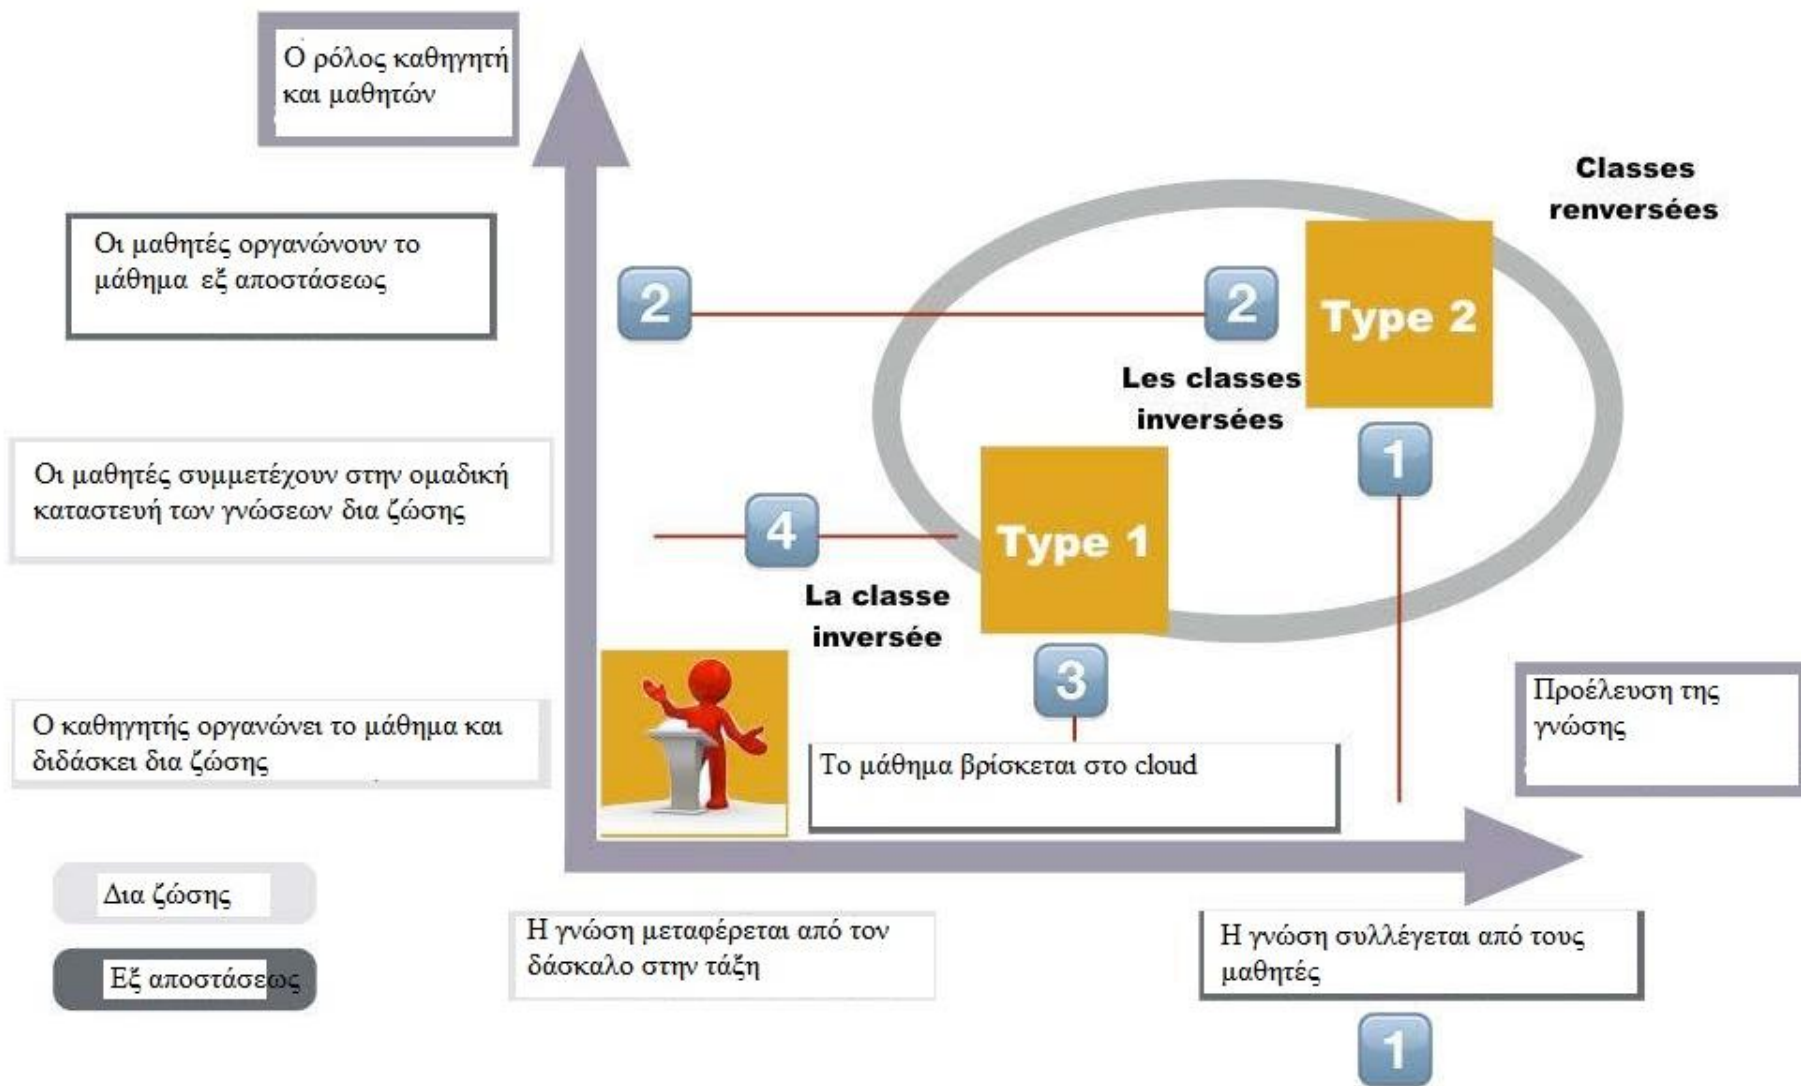 Ο ρόλος καθηγητή
και μαθητών
Classes
renversées
Οι μαθητές οργανώνουν το
μάθημα εξ αποστάσεως
2
2
Type 2
Les classes
inversées
1
Οι μαθητές συμμετέχουν στην ομαδική
καταστευή των γνώσεων δια ζώσης
4
Type 1
La classe
inversée
3
Προέλευση της
γνώσης
Ο καθηγητής οργανώνει το μάθημα και
διδάσκει δια ζώσης
Το μάθημα βρίσκεται στο cloud
Δια ζώσης
Εξ αποστάσεως
Η γνώση μεταφέρεται από τον
δάσκαλο στην τάξη
Η γνώση συλλέγεται από τους
μαθητές
1